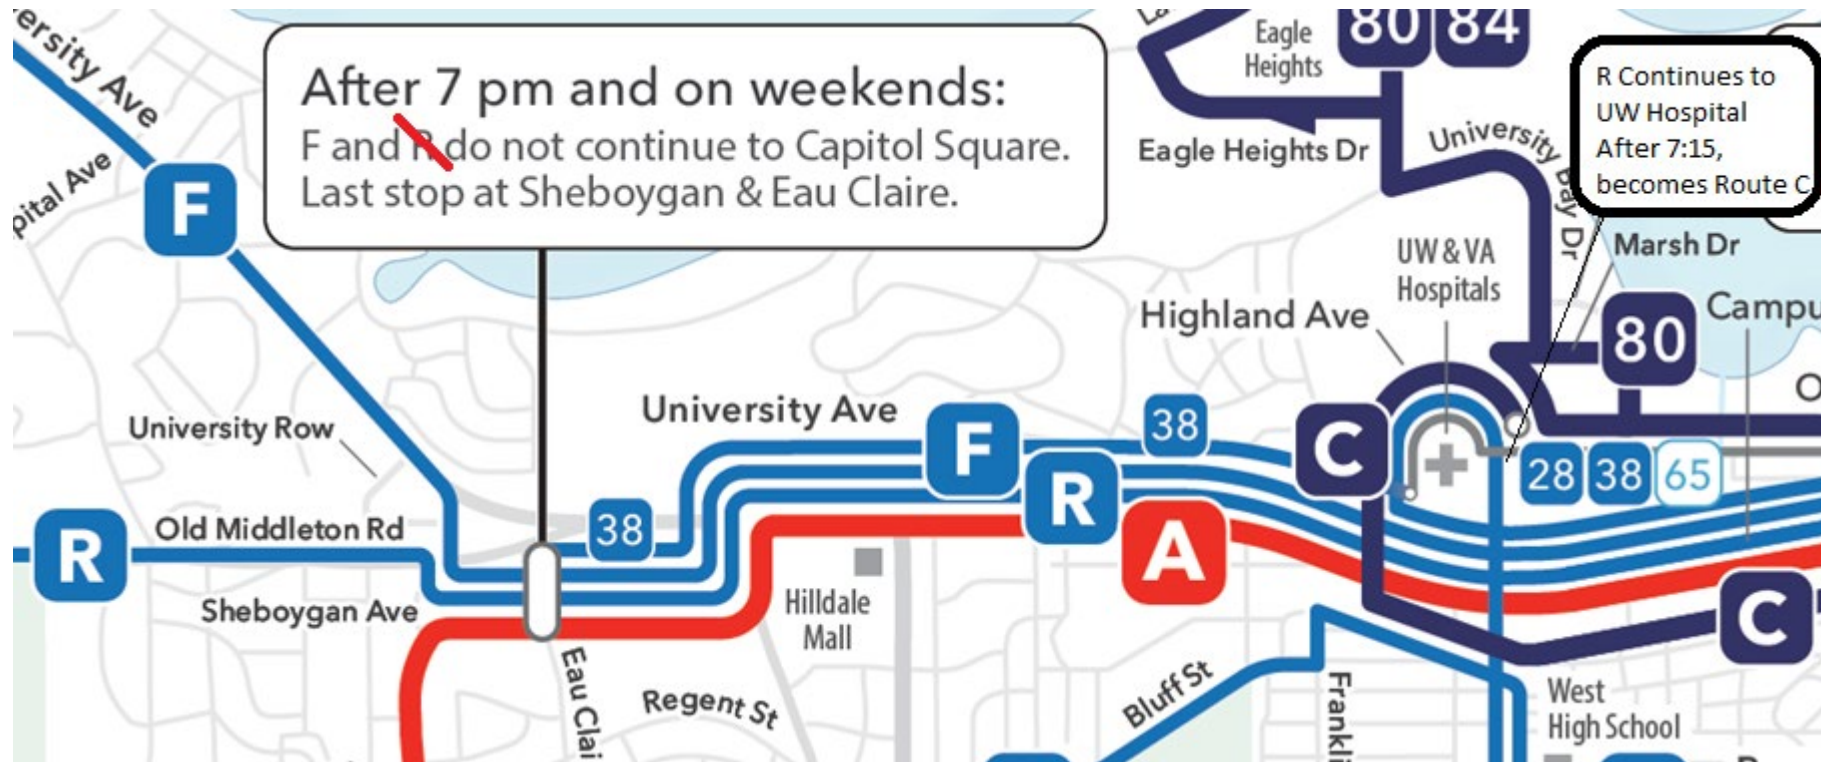 ersity Ave
pital Ave
F
After 7 pm and on weekends:
F and R do not continue to Capitol Square.
Last stop at Sheboygan & Eau Claire.
La
Eagle
Heights
80 84
Eagle Heights Dr
University Bay Dr
R Continues to
UW Hospital
After 7:15,
becomes Route C
Marsh Dr
UW & VA
Hospitals
Highland Ave
80
Campu
O
University Row
University Ave
F
38
C
R
28 38 65
R
Old Middleton Rd
38
A
Sheboygan Ave
Hilldale
Mall
C
Eau Clai
Regent St
Bluff St
Frankli
West
High School